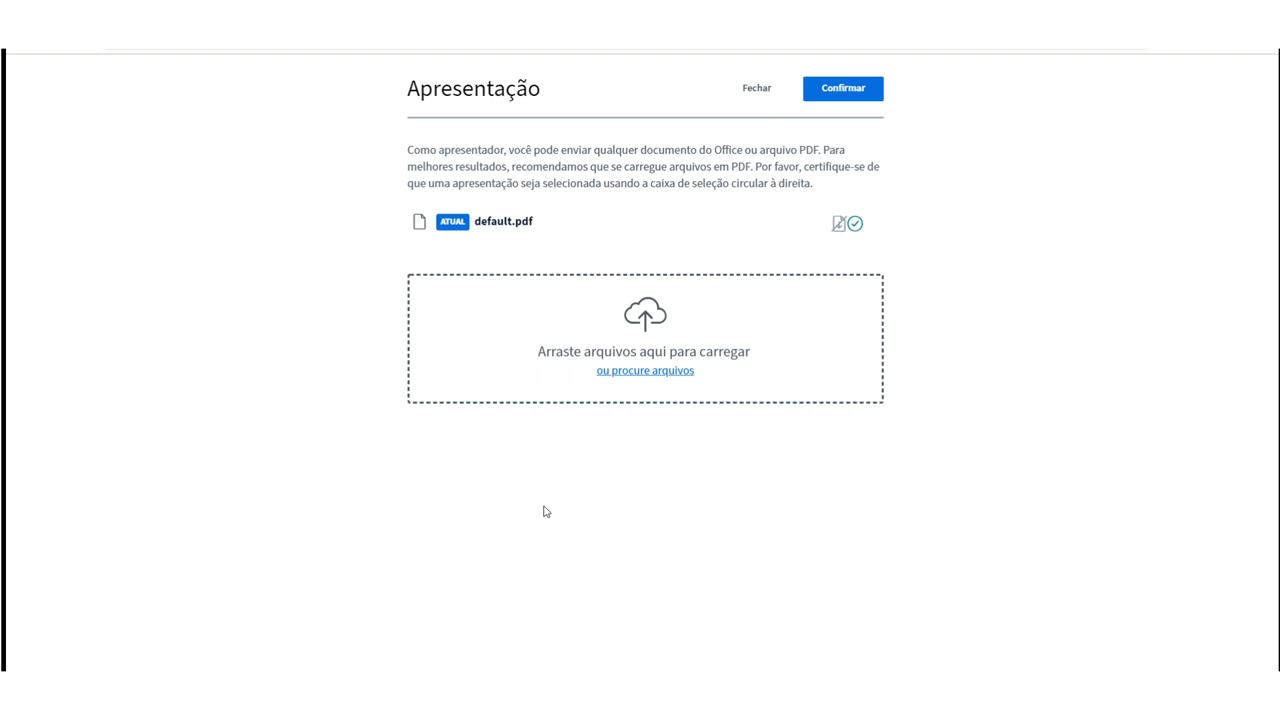 Apresentação
Fechar
Confirmar
Como apresentador, você pode enviar qualquer documento do Office ou arquivo PDF. Para
melhores resultados, recomendamos que se carregue arquivos em PDF. Por favor, certifique-se de
que uma apresentação seja selecionada usando a caixa de seleção circular à direita.
ATUAL default.pdf
Arraste arquivos aqui para carregar
ou procure arquivos